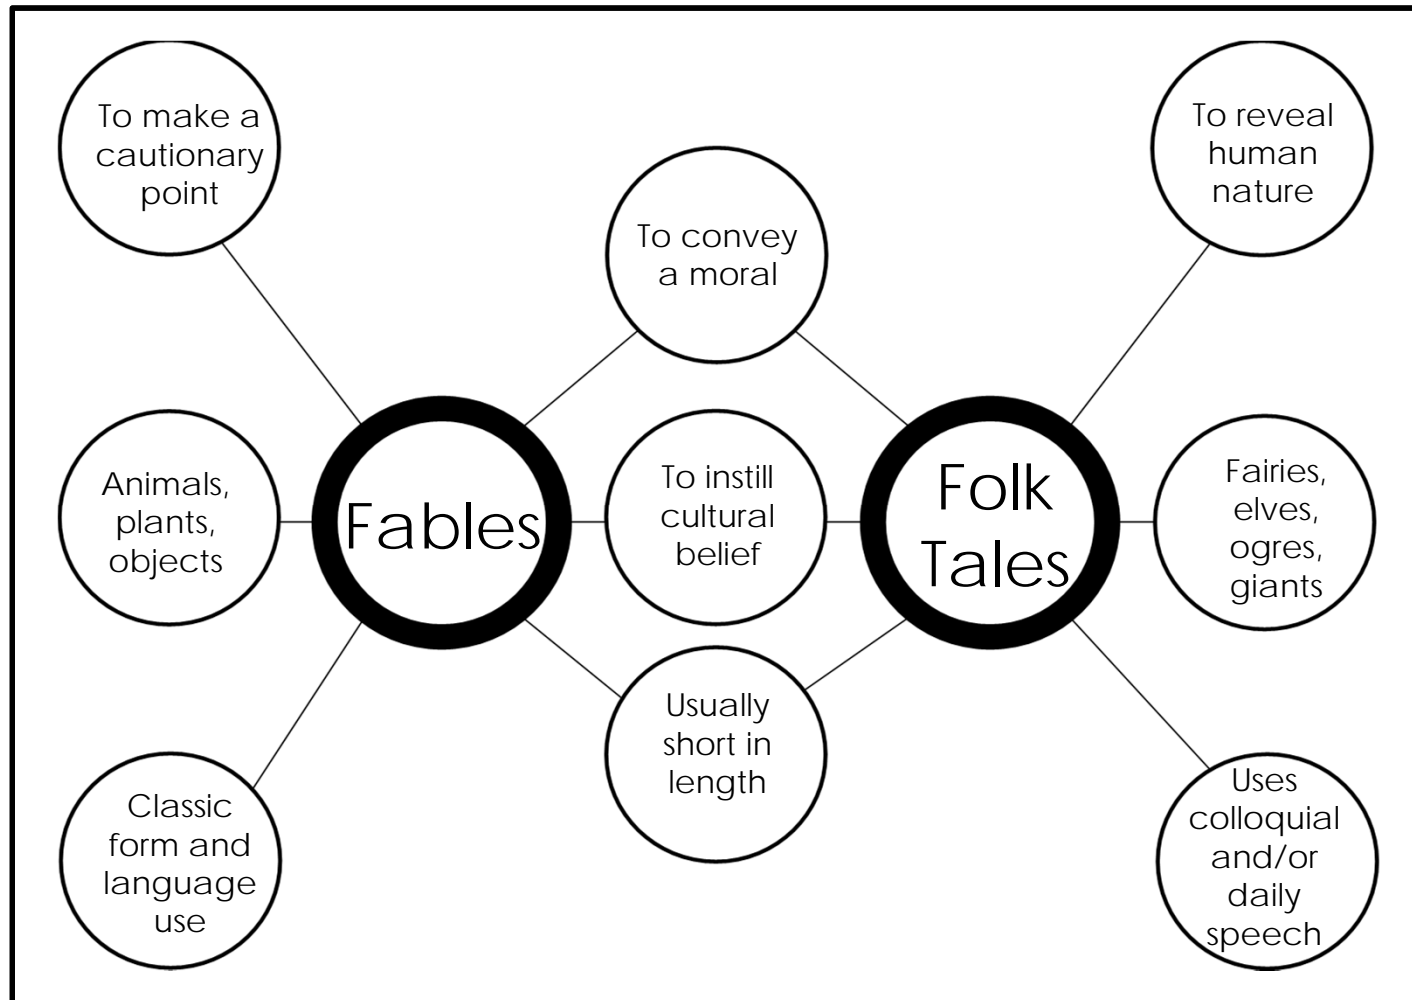 To make a
cautionary
point
To convey
a moral
To reveal
human
nature
Animals,
plants,
objects
Fables
To instill
cultural
belief
Folk
Tales
Fairies,
elves,
ogres,
giants
Classic
form and
language
use
Usually
short in
length
Uses
colloquial
and/or
daily
speech